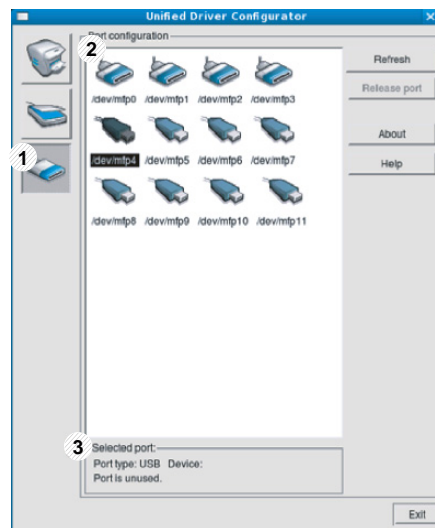 Unified Driver Configurator
Port configuration
2
/dev/mfp0 /dev/mfp1 /dev/mfp2 /dev/mfp3
/dev/mfp4 /dev/mfp5 /dev/mfp6 /dev/mfp7
/dev/mfp8 /dev/mfp9 /dev/mfp10 /dev/mfp11
1
Refresh
Release port
About
Help
3
Selected port:
Port type: USB Device:
Port is unused.
Exit